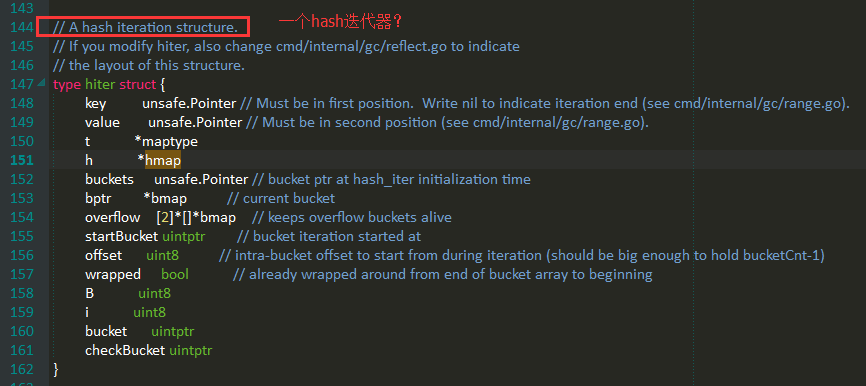 143
144 // A hash iteration structure. 一个hash迭代器?
145 // If you modify hiter, also change cmd/internal/gc/reflect.go to indicate
146 // the layout of this structure.
147 type hiter struct {
148 key unsafe.Pointer // Must be in first position.  Write nil to indicate iteration end (see cmd/internal/gc/range.go).
149 value unsafe.Pointer // Must be in second position (see cmd/internal/gc/range.go).
150 t *maptype
151 h *hmap
152 buckets unsafe.Pointer // bucket ptr at hash_iter initialization time
153 bptr *bmap // current bucket
154 overflow [2]*[]*bmap // keeps overflow buckets alive
155 startBucket uintptr // bucket iteration started at
156 offset uint8 // intra-bucket offset to start from during iteration (should be big enough to hold bucketCnt-1)
157 wrapped bool // already wrapped around from end of bucket array to beginning
158 B uint8
159 i uint8
160 bucket uintptr
161 checkBucket uintptr
162 }